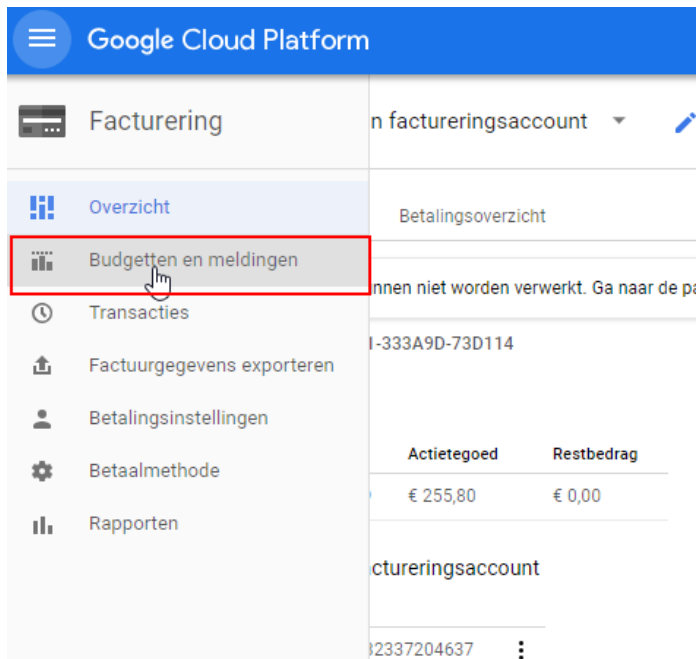 Google Cloud Platform
Facturering
n factureringsaccount
Overzicht
Betalingsoverzicht
Budgetten en meldingen
nnen niet worden verwerkt. Ga naar de pa
Transacties
-333A9D-73D114
Factuurgegevens exporteren
Betalingsinstellingen
Actietegoed Restbedrag
Betaalmethode
€ 255,80 € 0,00
Rapporten
ctureringsaccount
32337204637